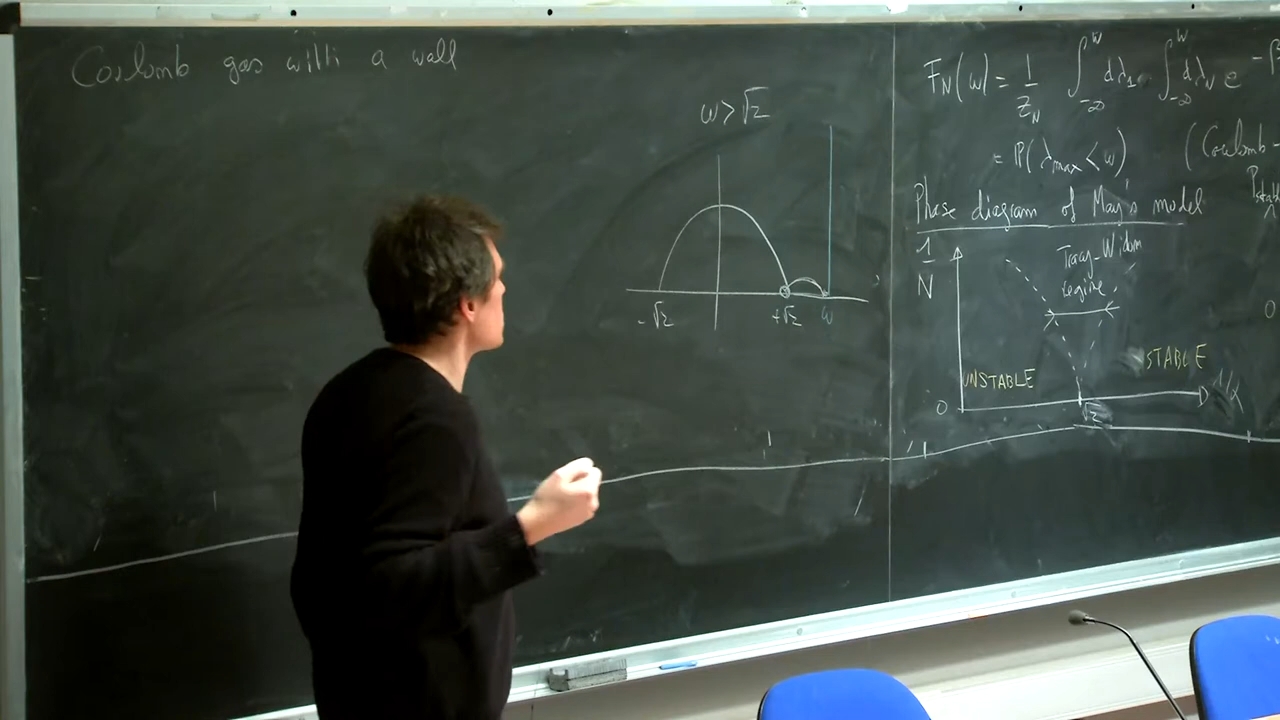 Coulomb gas with a wall
w > √2
-√2 +√2 w
F_N(w) = 1/Z_N ∫_{-∞}^{w} dλ_1 ∫_{-∞}^{w} dλ_N e^{-β
= P(λ_max < w) (Coulomb
Phase diagram of May's model
1/N
Tracy-Widom
regime
STABLE
UNSTABLE
0 √2 1/α